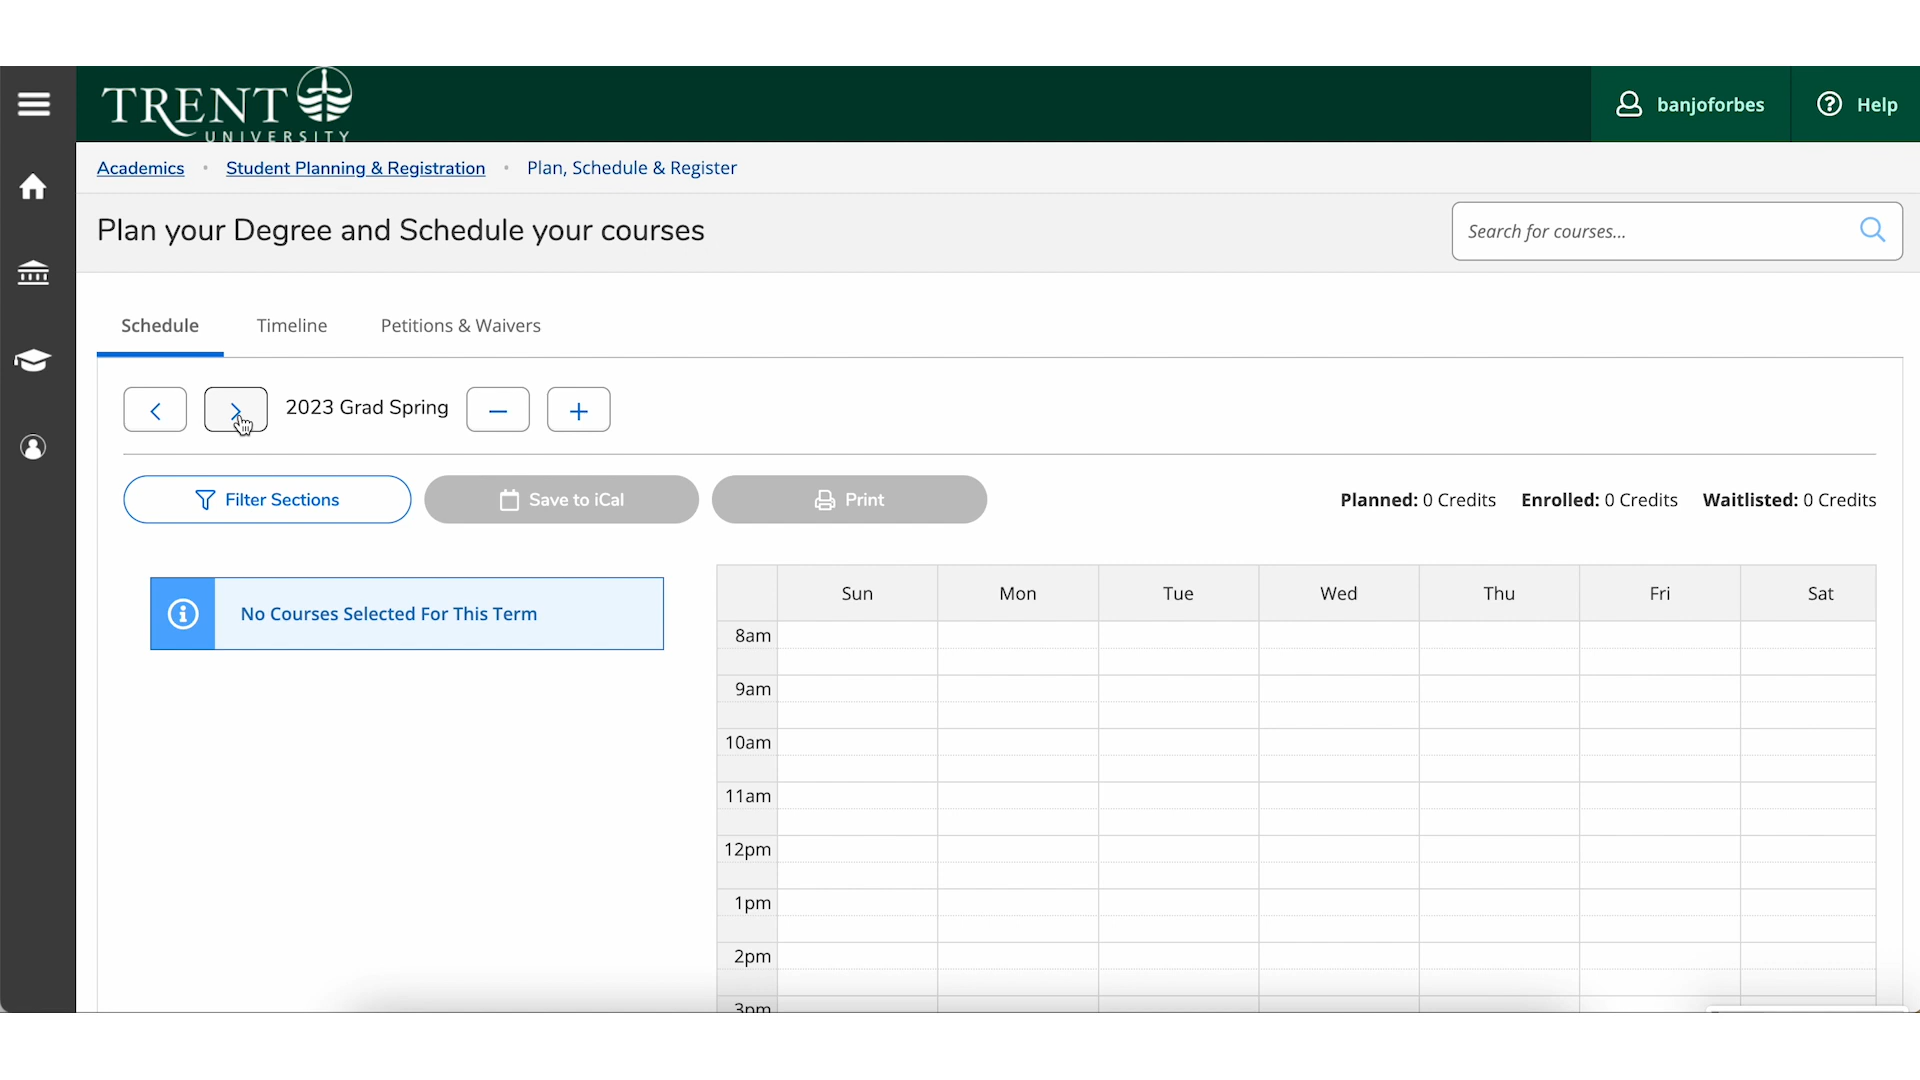 TRENT
UNIVERSITY
banjoforbes
Help
Academics • Student Planning & Registration • Plan, Schedule & Register
Plan your Degree and Schedule your courses
Search for courses...
Schedule
Timeline
Petitions & Waivers
2023 Grad Spring
Filter Sections
Save to iCal
Print
Planned: 0 Credits
Enrolled: 0 Credits
Waitlisted: 0 Credits
No Courses Selected For This Term
Sun Mon Tue Wed Thu Fri Sat
8am
9am
10am
11am
12pm
1pm
2pm
3pm